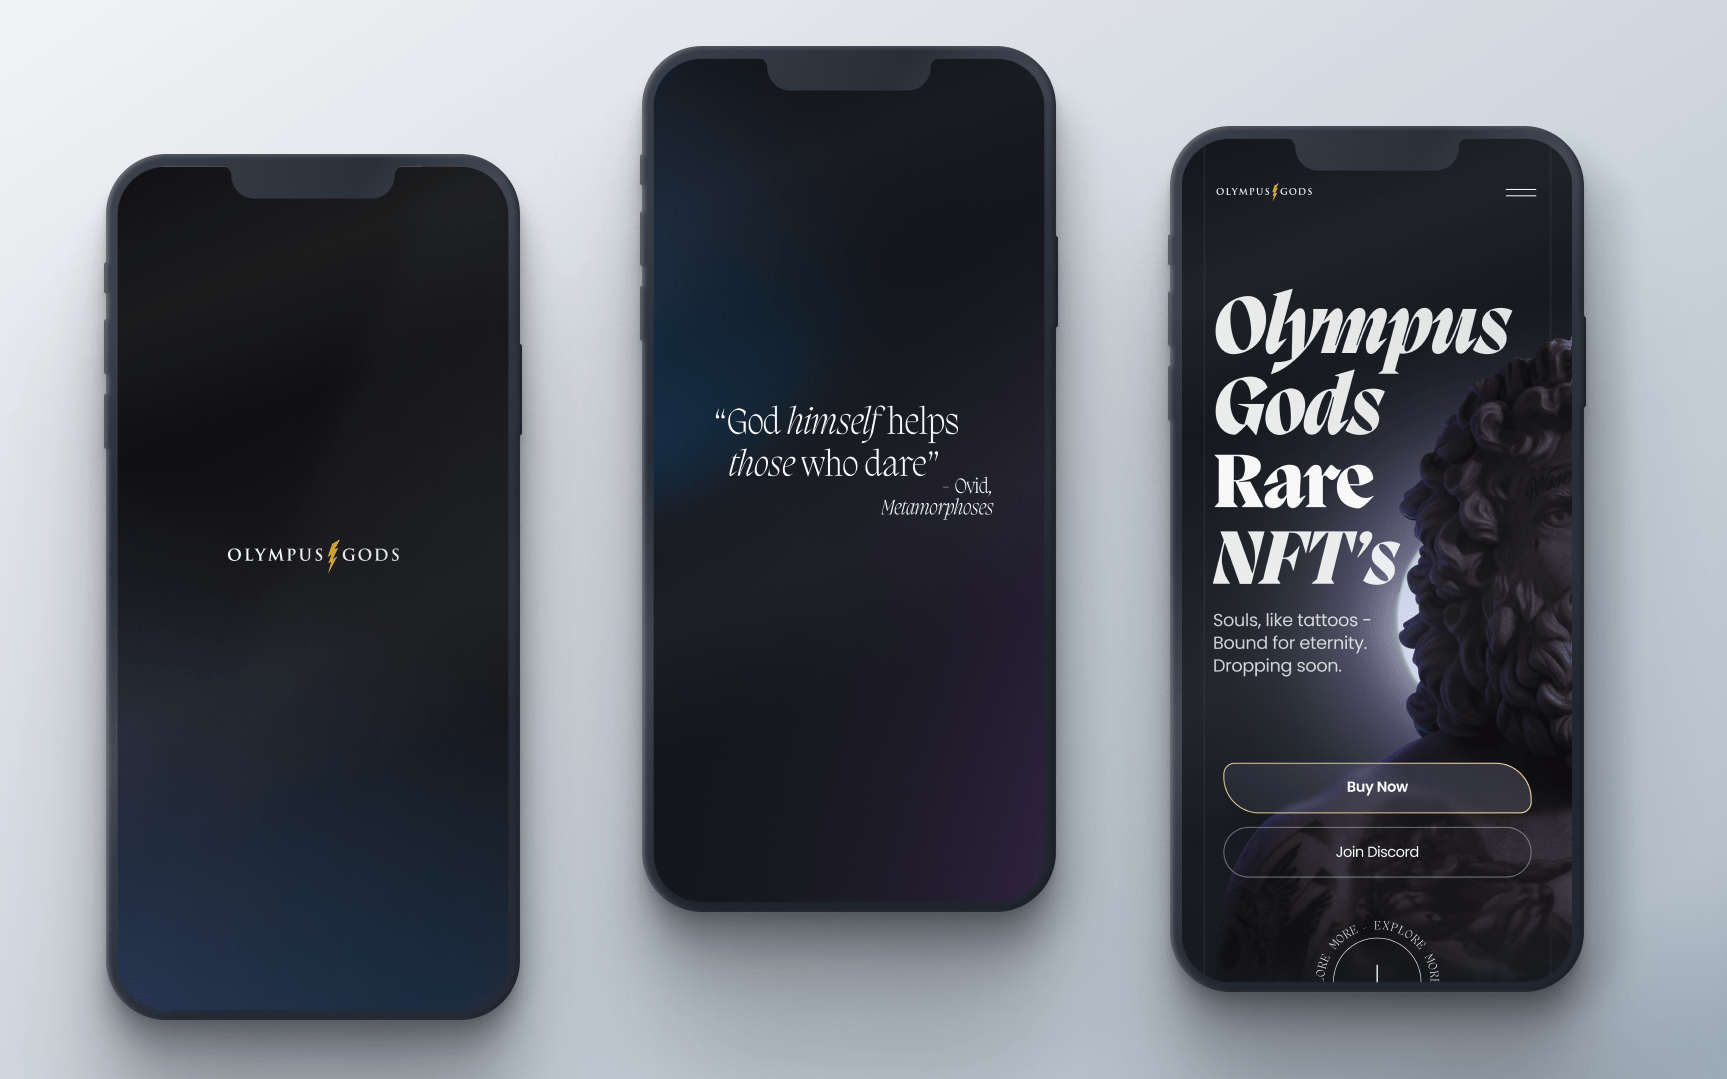 OLYMPUS GODS
“God himself helps
those who dare”
- Ovid,
Metamorphoses
OLYMPUS GODS
Olympus
Gods
Rare
NFT’s
Souls, like tattoos -
Bound for eternity.
Dropping soon.
Buy Now
Join Discord
LORE MORE - EXPLORE MORE